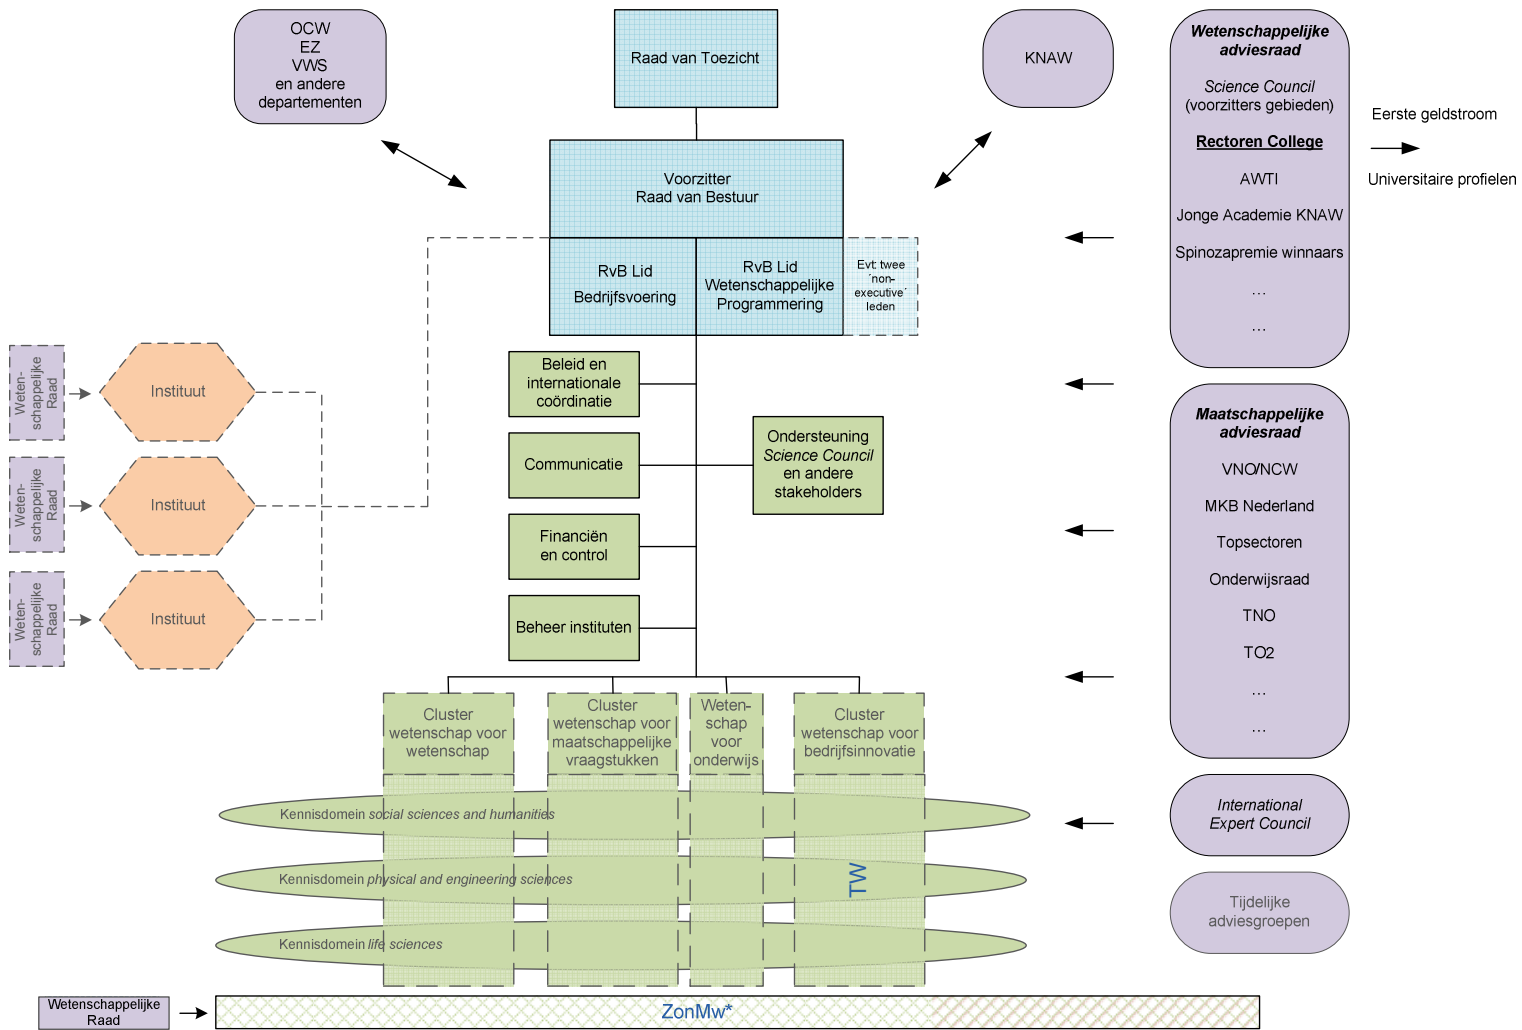 OCW
EZ
VWS
en andere
departementen
Raad van Toezicht
KNAW
Wetenschappelijke
adviesraad
Science Council
(voorzitters gebieden)
Rectoren College
AWTI
Jonge Academie KNAW
Spinozapremie winnaars
...
...
Eerste geldstroom
Universitaire profielen
Voorzitter
Raad van Bestuur
RvB Lid
Bedrijfsvoering
RvB Lid
Wetenschappelijke
Programmering
Evt: twee
´non-
executive´
leden
Weten-
schappelijke
Raad
Instituut
Weten-
schappelijke
Raad
Instituut
Weten-
schappelijke
Raad
Instituut
Beleid en
internationale
coördinatie
Communicatie
Financiën
en control
Beheer instituten
Ondersteuning
Science Council
en andere
stakeholders
Maatschappelijke
adviesraad
VNO/NCW
MKB Nederland
Topsectoren
Onderwijsraad
TNO
TO2
...
...
Cluster
wetenschap voor
wetenschap
Cluster
wetenschap voor
maatschappelijke
vraagstukken
Weten-
schap
voor
onderwijs
Cluster
wetenschap voor
bedrijfsinnovatie
Kennisdomein social sciences and humanities
Kennisdomein physical and engineering sciences
TW
Kennisdomein life sciences
International
Expert Council
Tijdelijke
adviesgroepen
Wetenschappelijke
Raad
ZonMw*